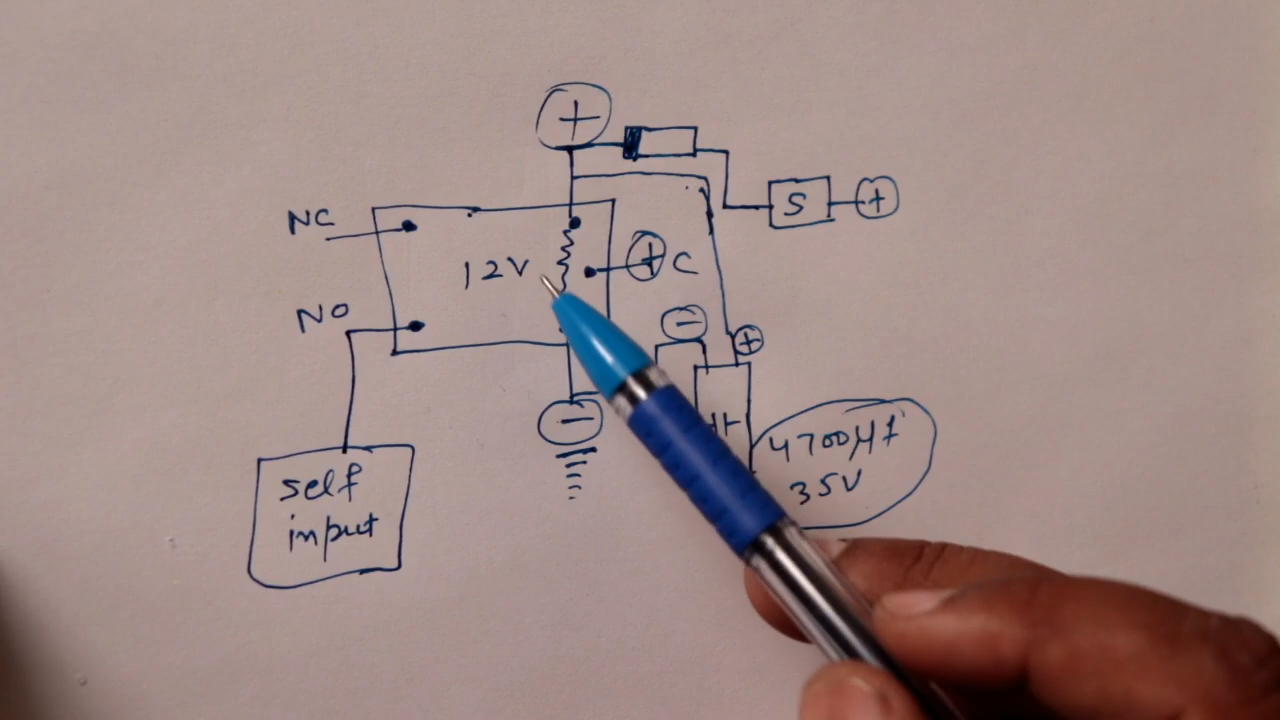 +
S +
NC
12V
+ C
NO
−
+
−
4700µf
35V
self
input